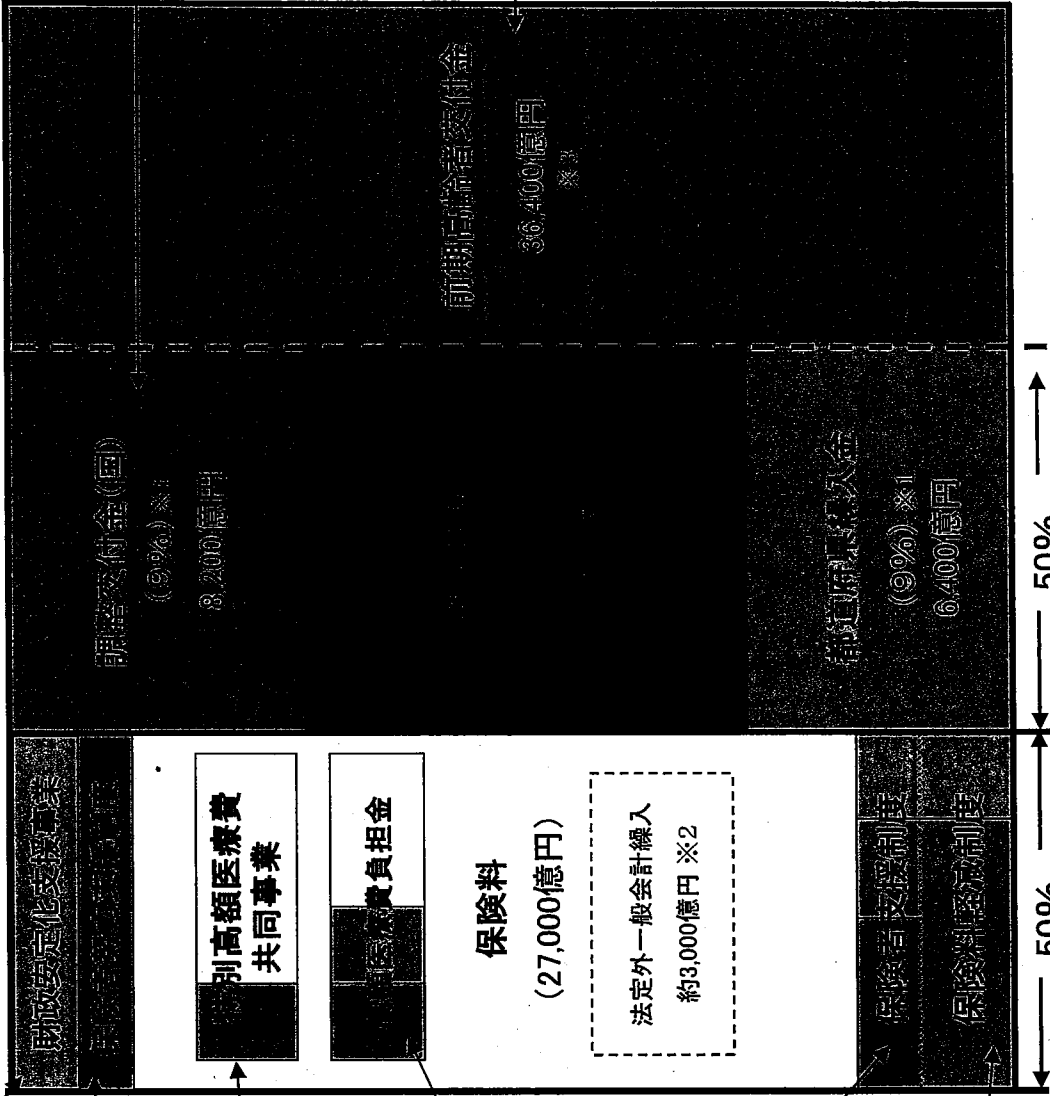 財政安定化支援事業
別高額医療費
共同事業
費負担金
保険料
(27,000億円)
法定外一般会計繰入
約3,000億円 ※2
保険者支援制度
保険料軽減制度
調整交付金(国)
(9%) ※1
8,200億円
都道府県繰入金
(9%) ※1
6,400億円
前期高齢者交付金
36,400億円
※3
50%
50%